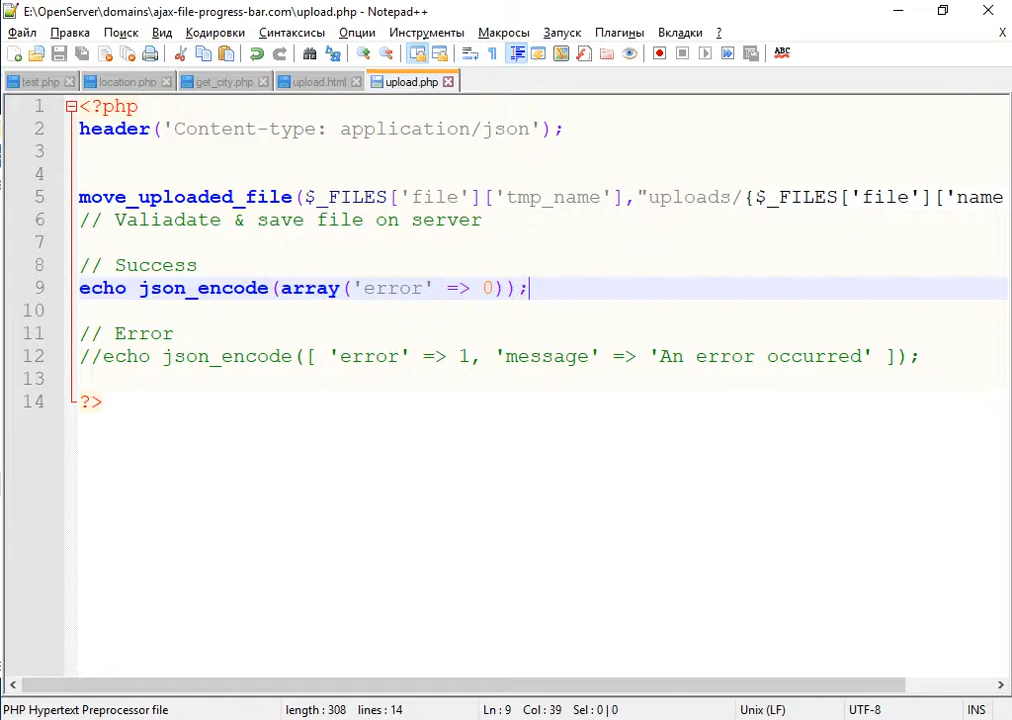 E:\OpenServer\domains\ajax-file-progress-bar.com\upload.php - Notepad++
Файл Правка Поиск Вид Кодировки Синтаксисы Опции Инструменты Макросы Запуск Плагины Вкладки ? X
test.php location.php get_city.php upload.html upload.php
1 <?php
2 header('Content-type: application/json');
3
4
5 move_uploaded_file($_FILES['file']['tmp_name'],"uploads/{$_FILES['file']['name
6 // Valiadate & save file on server
7
8 // Success
9 echo json_encode(array('error' => 0));
10
11 // Error
12 //echo json_encode([ 'error' => 1, 'message' => 'An error occurred' ]);
13
14 ?>
PHP Hypertext Preprocessor file length : 308 lines : 14 Ln : 9 Col : 39 Sel : 0 | 0 Unix (LF) UTF-8 INS